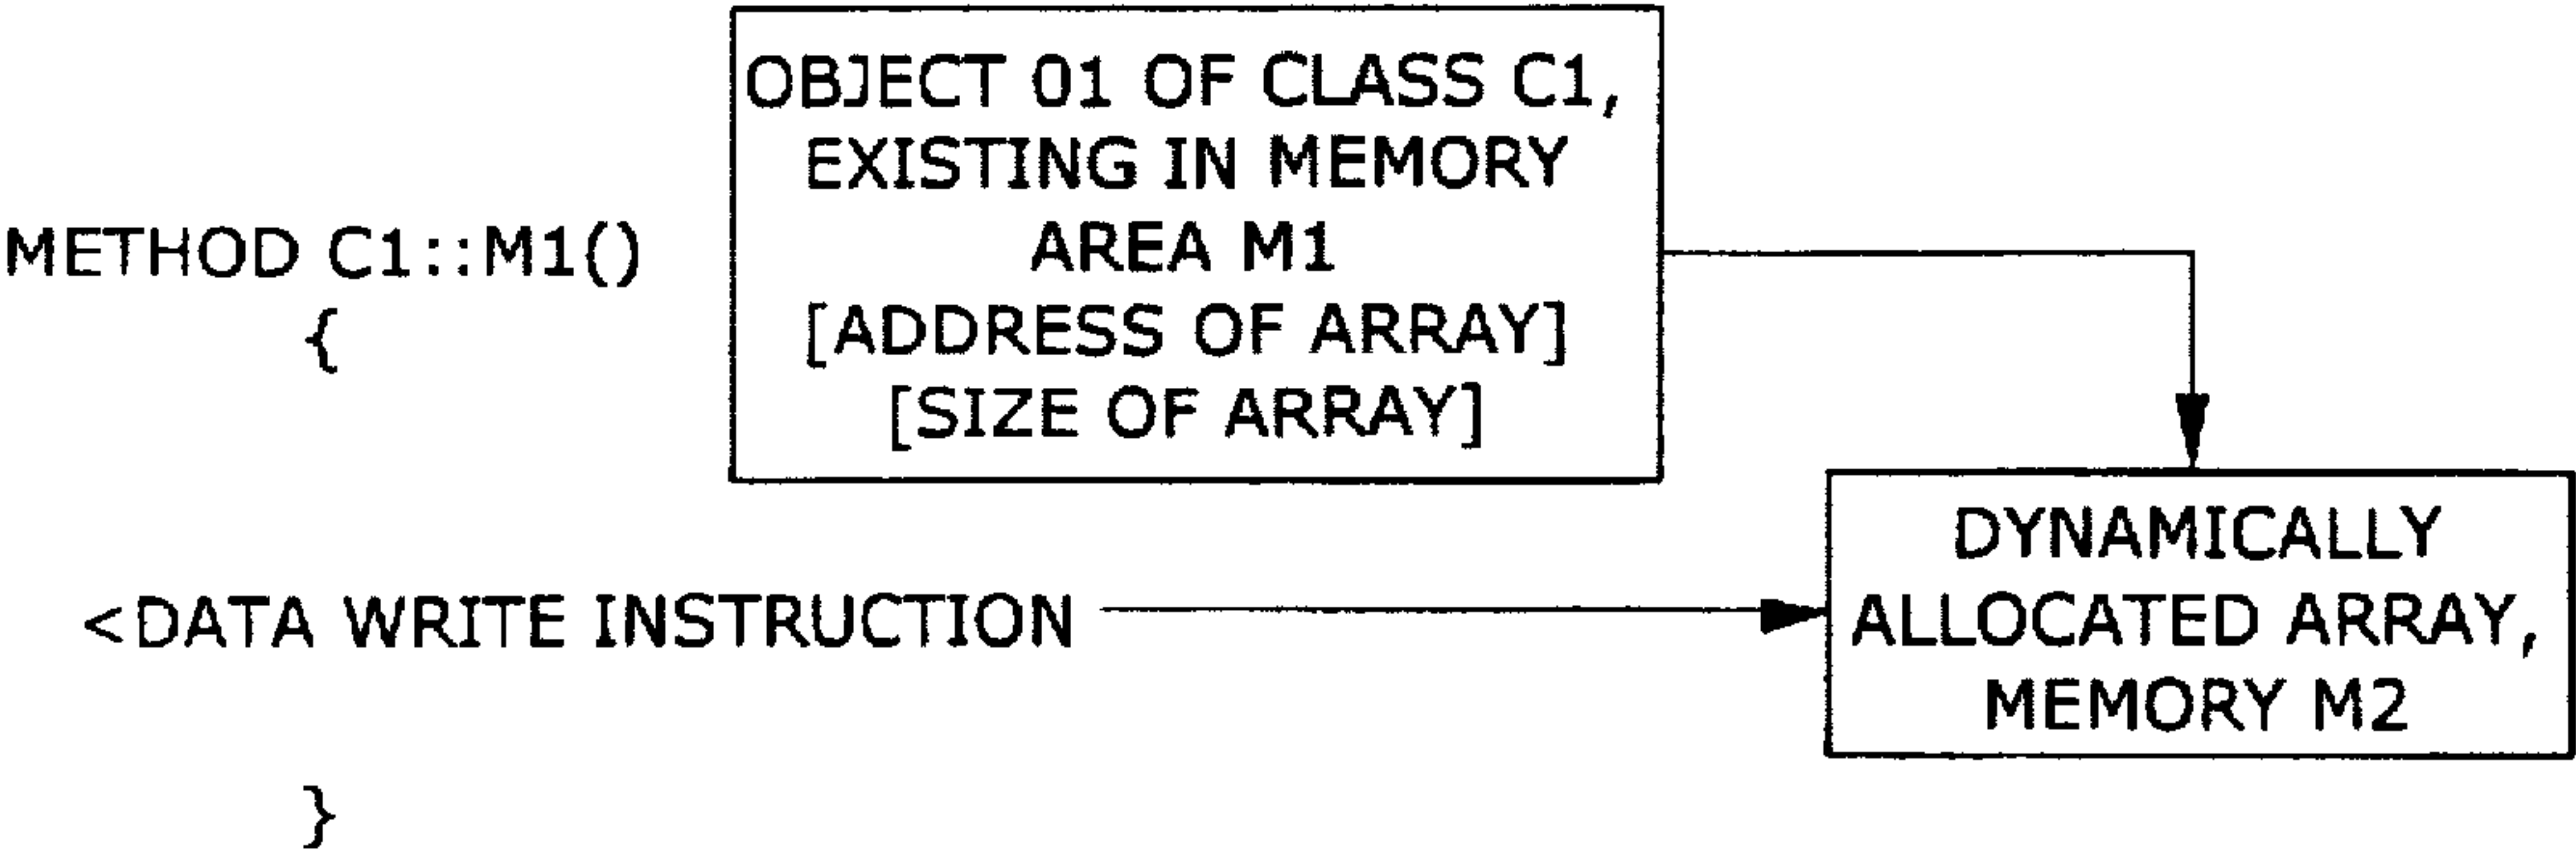 OBJECT 01 OF CLASS C1,
EXISTING IN MEMORY
AREA M1
[ADDRESS OF ARRAY]
[SIZE OF ARRAY]
METHOD C1::M1()
{
<DATA WRITE INSTRUCTION
}
DYNAMICALLY
ALLOCATED ARRAY,
MEMORY M2